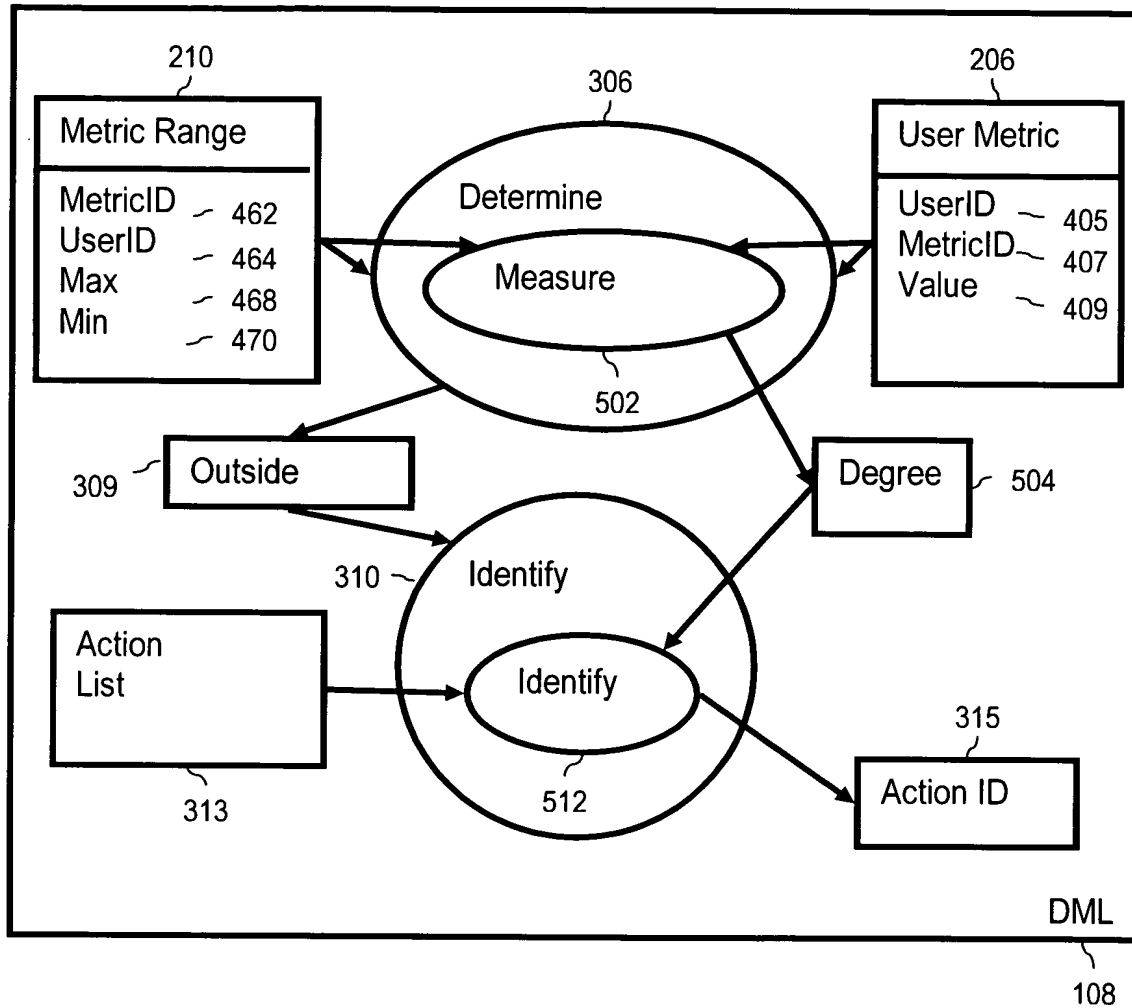 210
306
206
Metric Range
User Metric
MetricID
462
UserID
464
Max
468
Min
470
Determine
Measure
502
UserID
405
MetricID
407
Value
409
309
Outside
Degree
504
310
Identify
Action
List
313
Identify
512
315
Action ID
DML
108